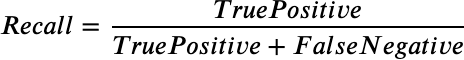 Recall = TruePositive / TruePositive + FalseNegative